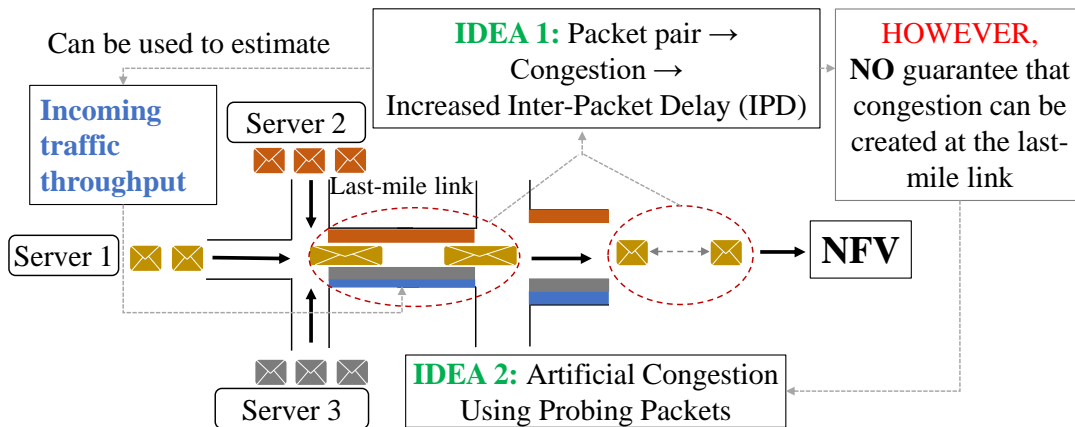 Can be used to estimate
IDEA 1: Packet pair →
Congestion →
Increased Inter-Packet Delay (IPD)
HOWEVER,
NO guarantee that
congestion can be
created at the last-
mile link
Incoming
traffic
throughput
Server 2
Last-mile link
Server 1
NFV
Server 3
IDEA 2: Artificial Congestion
Using Probing Packets